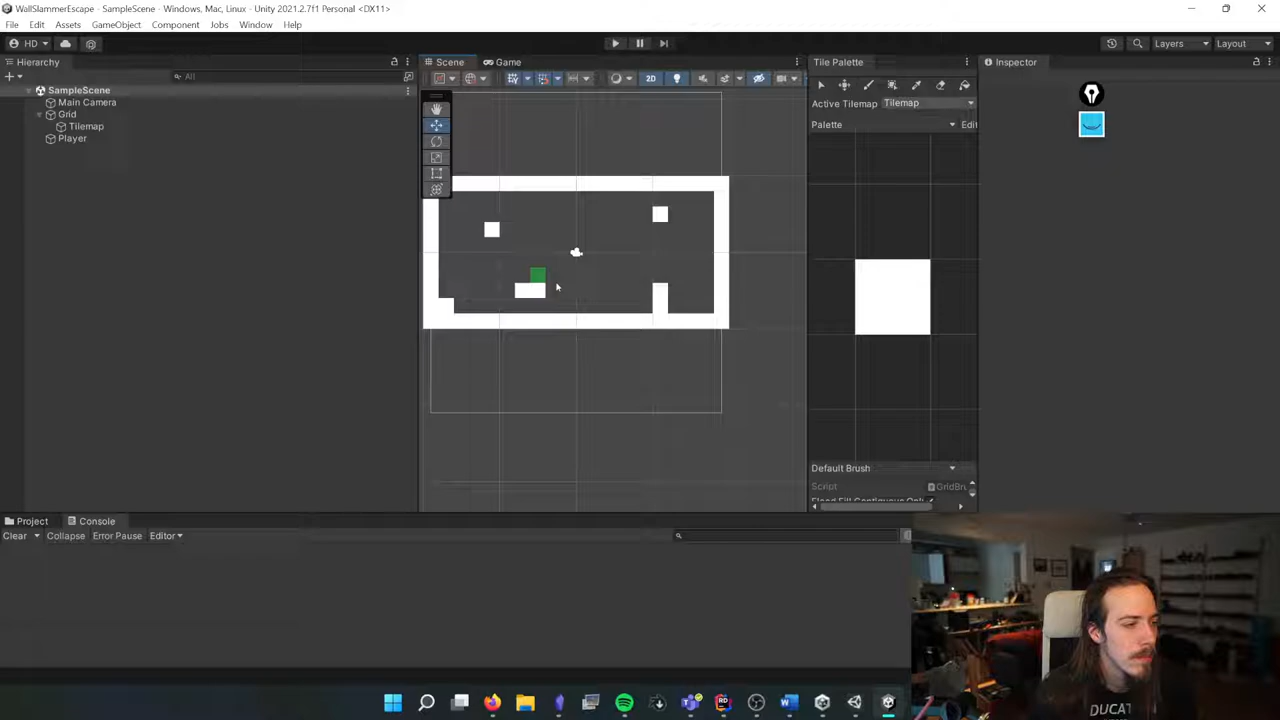 WallSlammerEscape - SampleScene - Windows, Mac, Linux - Unity 2021.2.7f1 Personal <DX11>
File Edit Assets GameObject Component Jobs Window Help
HD Layers Layout
Hierarchy Scene Game Tile Palette Inspector
All 2D
SampleScene
Main Camera
Grid
Tilemap
Player
Active Tilemap Tilemap
Palette Edit
Default Brush
Script GridBru
Project Console
Clear Collapse Error Pause Editor
DUCAT